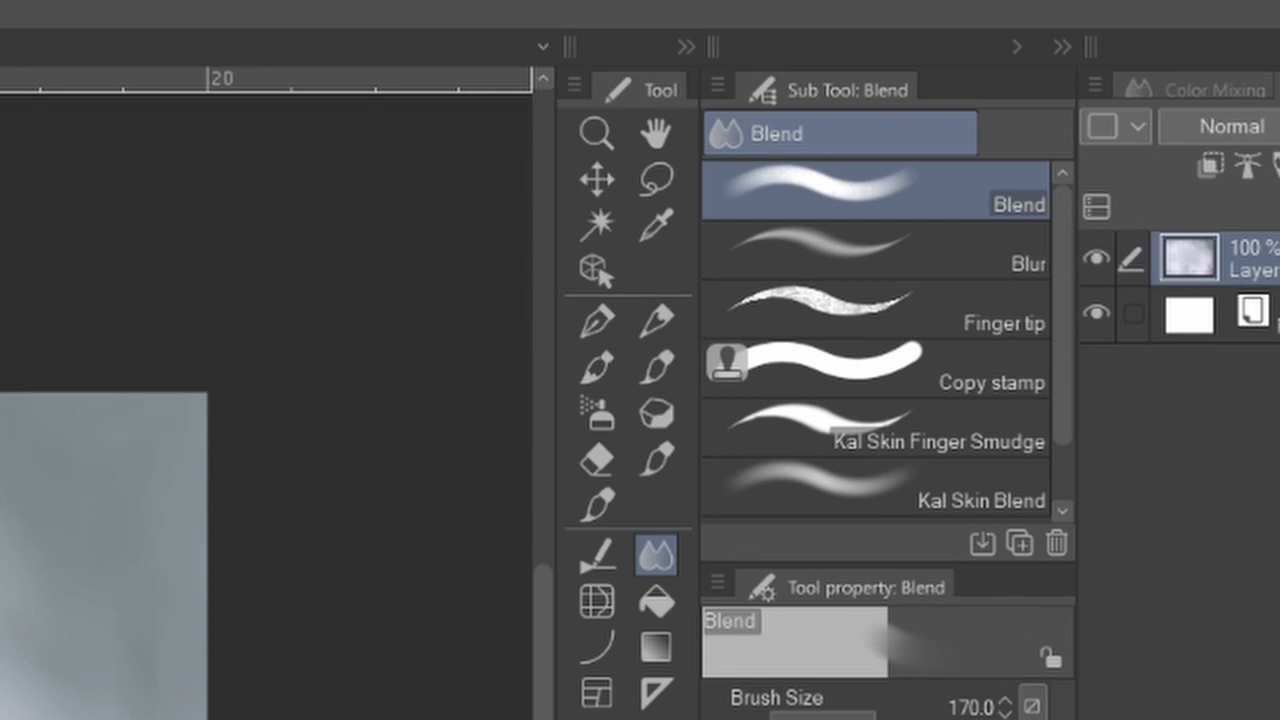 20
Tool
Sub Tool: Blend
Color Mixing
Blend
Normal
Blend
Blur
Finger tip
Copy stamp
Kal Skin Finger Smudge
Kal Skin Blend
100 %
Layer
Tool property: Blend
Blend
Brush Size
170.0